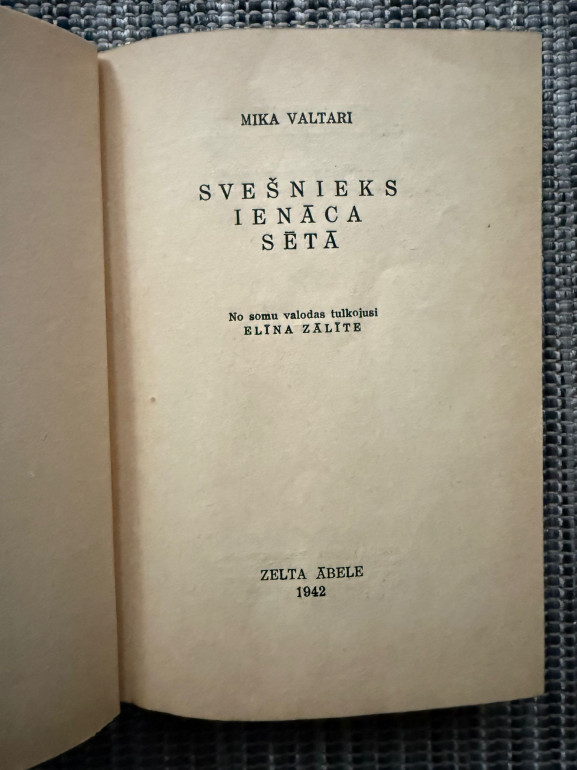 MIKA VALTARI
SVEŠNIEKS
IENĀCA
SĒTĀ
No somu valodas tulkojusi
ELĪNA ZĀLĪTE
ZELTA ĀBELE
1942